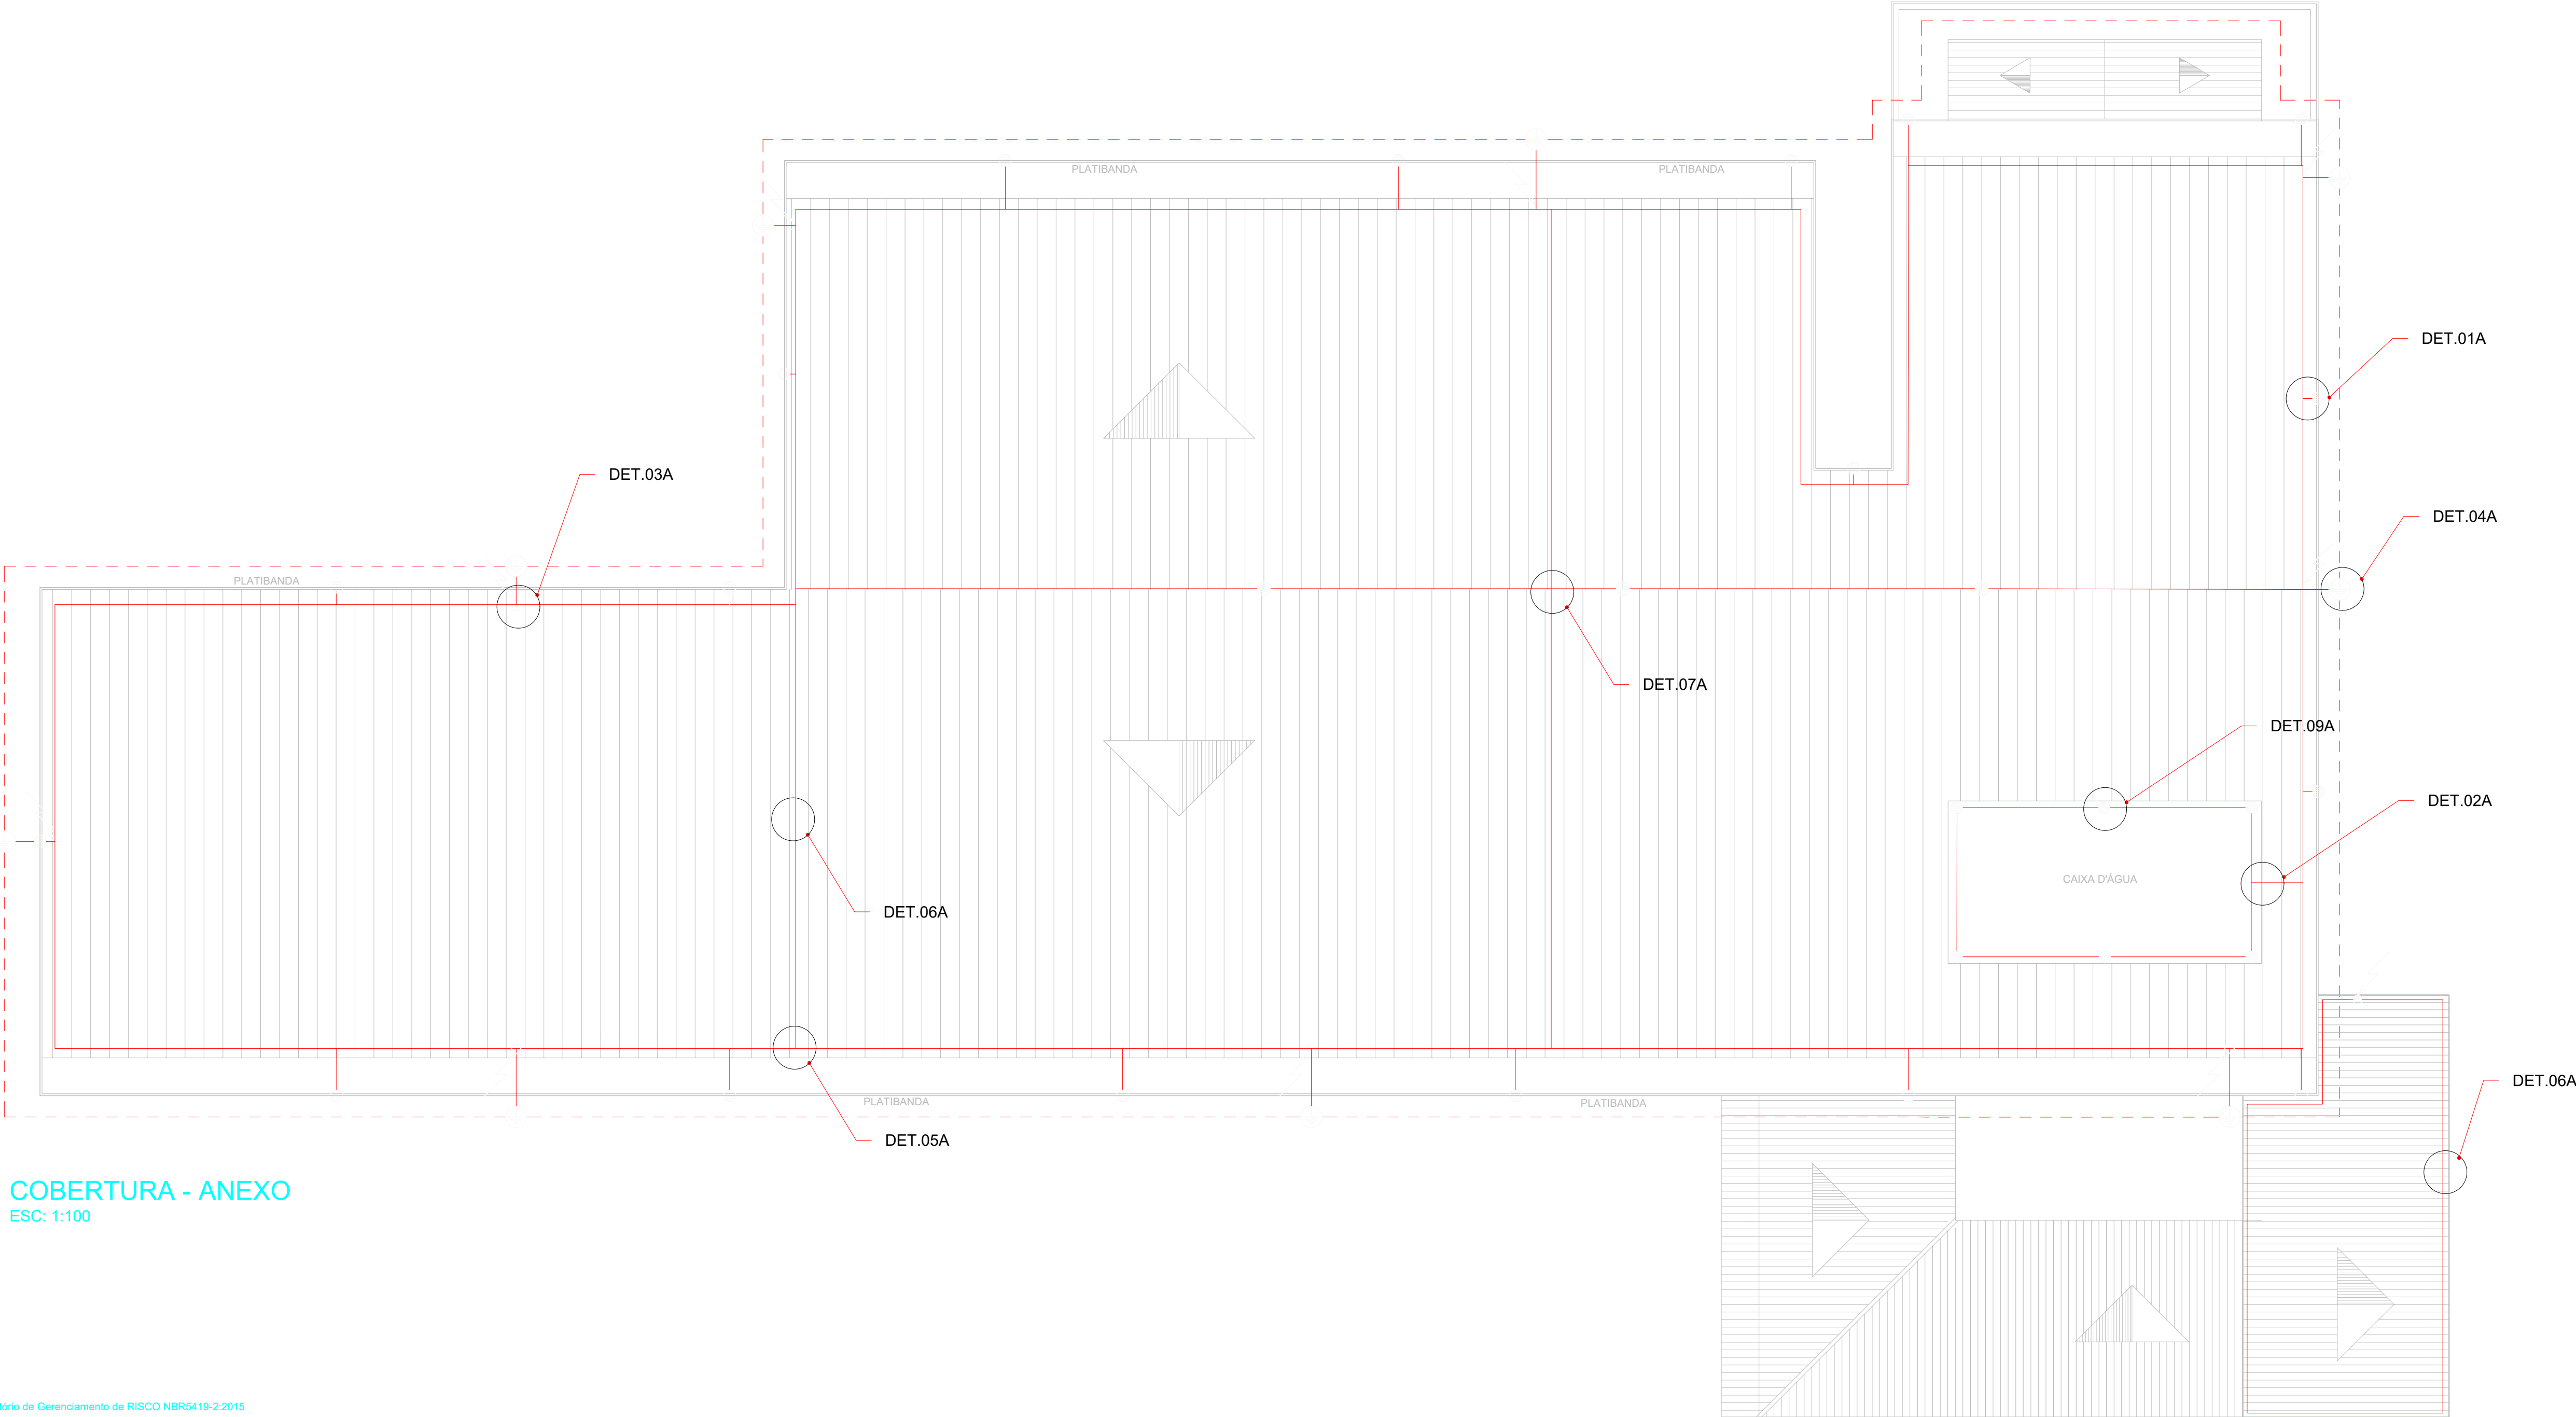 PLATIBANDA
PLATIBANDA
DET.01A
DET.03A
DET.04A
PLATIBANDA
DET.07A
DET.09A
DET.02A
CAIXA D'ÁGUA
DET.06A
DET.06A
PLATIBANDA
PLATIBANDA
DET.05A
COBERTURA - ANEXO
ESC: 1:100
de Gerenciamento de RISCO NBR5419-2:2015